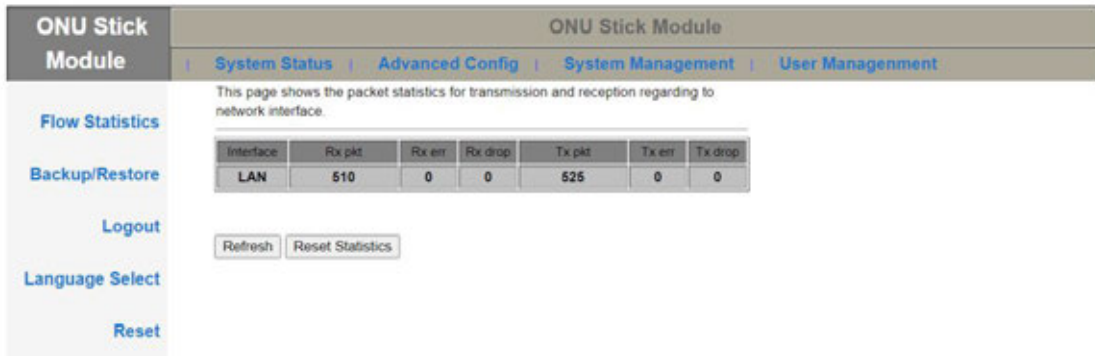 ONU Stick
Module
ONU Stick Module
| System Status | Advanced Config | System Management | User Managenment
Flow Statistics
Backup/Restore
Logout
Language Select
Reset
This page shows the packet statistics for transmission and reception regarding to
network interface.
Interface Rx pkt Rx err Rx drop Tx pkt Tx err Tx drop
LAN 510 0 0 525 0 0
Refresh Reset Statistics